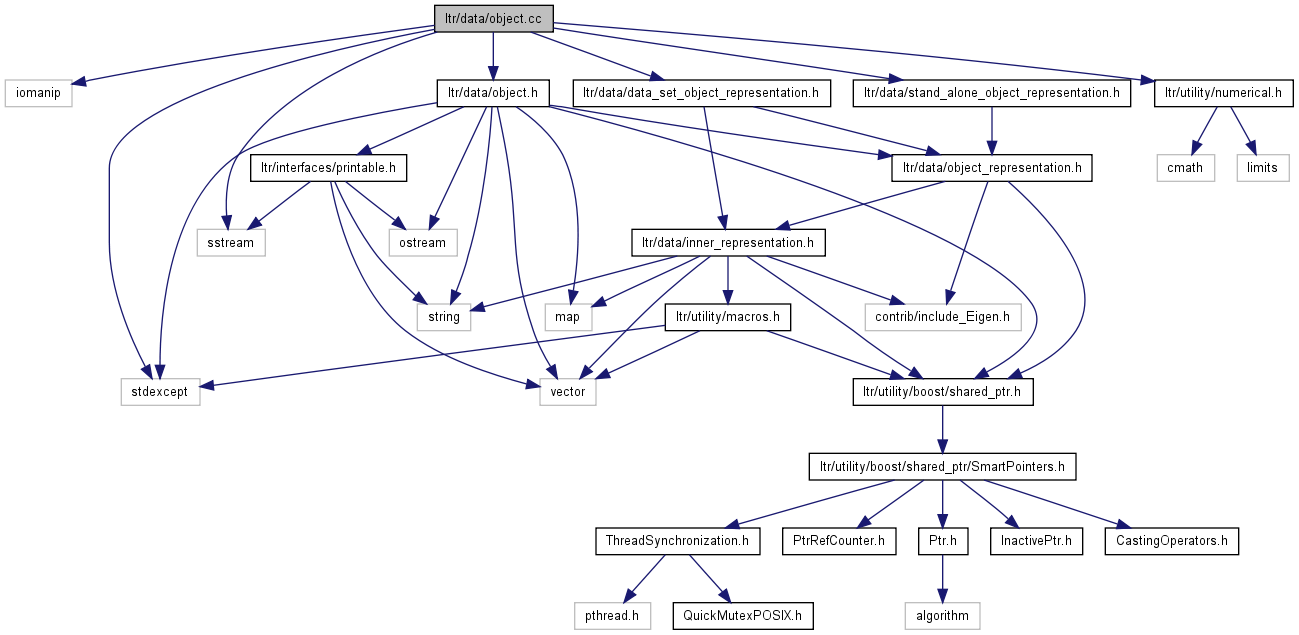 ltr/data/object.cc
iomanip
ltr/data/object.h
ltr/data/data_set_object_representation.h
ltr/data/stand_alone_object_representation.h
ltr/utility/numerical.h
ltr/interfaces/printable.h
ltr/data/object_representation.h
cmath
limits
sstream
ostream
ltr/data/inner_representation.h
string
map
ltr/utility/macros.h
contrib/include_Eigen.h
stdexcept
vector
ltr/utility/boost/shared_ptr.h
ltr/utility/boost/shared_ptr/SmartPointers.h
ThreadSynchronization.h
PtrRefCounter.h
Ptr.h
InactivePtr.h
CastingOperators.h
pthread.h
QuickMutexPOSIX.h
algorithm